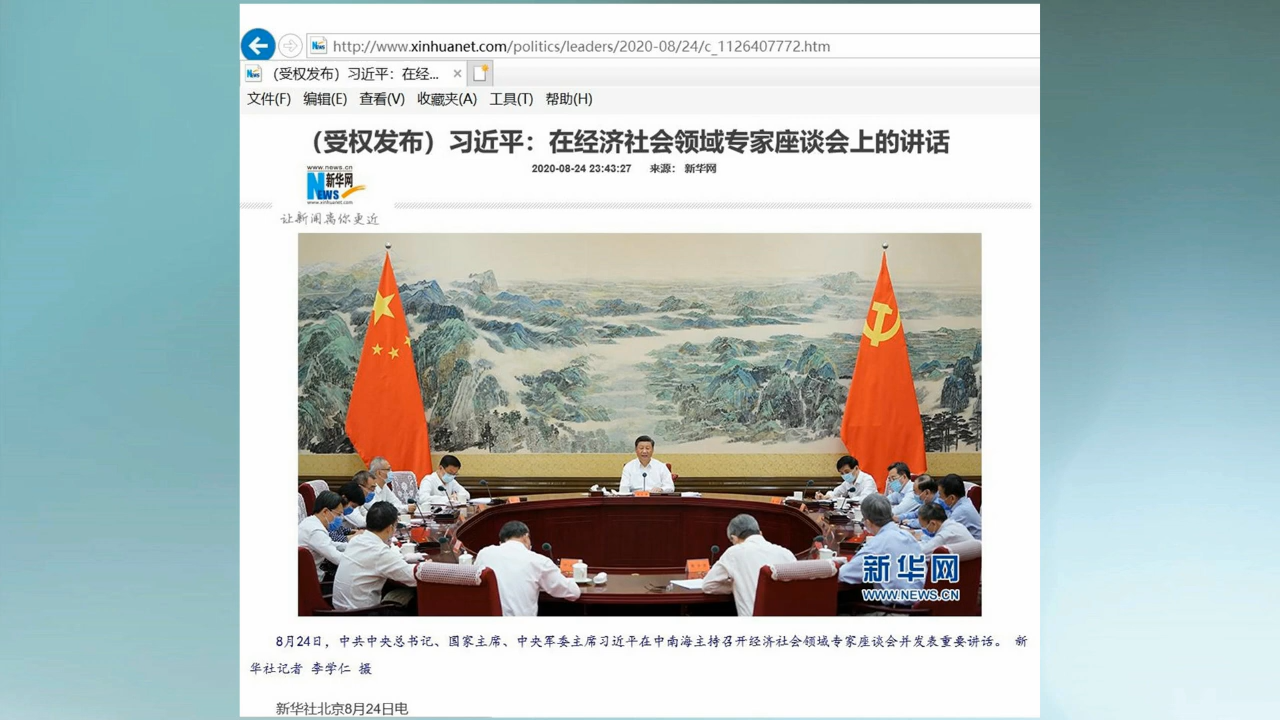 http://www.xinhuanet.com/politics/leaders/2020-08/24/c_1126407772.htm
（受权发布）习近平：在经...
文件(F) 编辑(E) 查看(V) 收藏夹(A) 工具(T) 帮助(H)
（受权发布）习近平：在经济社会领域专家座谈会上的讲话
2020-08-24 23:43:27 来源： 新华网
www.news.cn
新华网
NEWS
www.xinhuanet.com
让新闻离你更近
新华网
WWW.NEWS.CN
8月24日，中共中央总书记、国家主席、中央军委主席习近平在中南海主持召开经济社会领域专家座谈会并发表重要讲话。 新
华社记者 李学仁 摄
新华社北京8月24日电